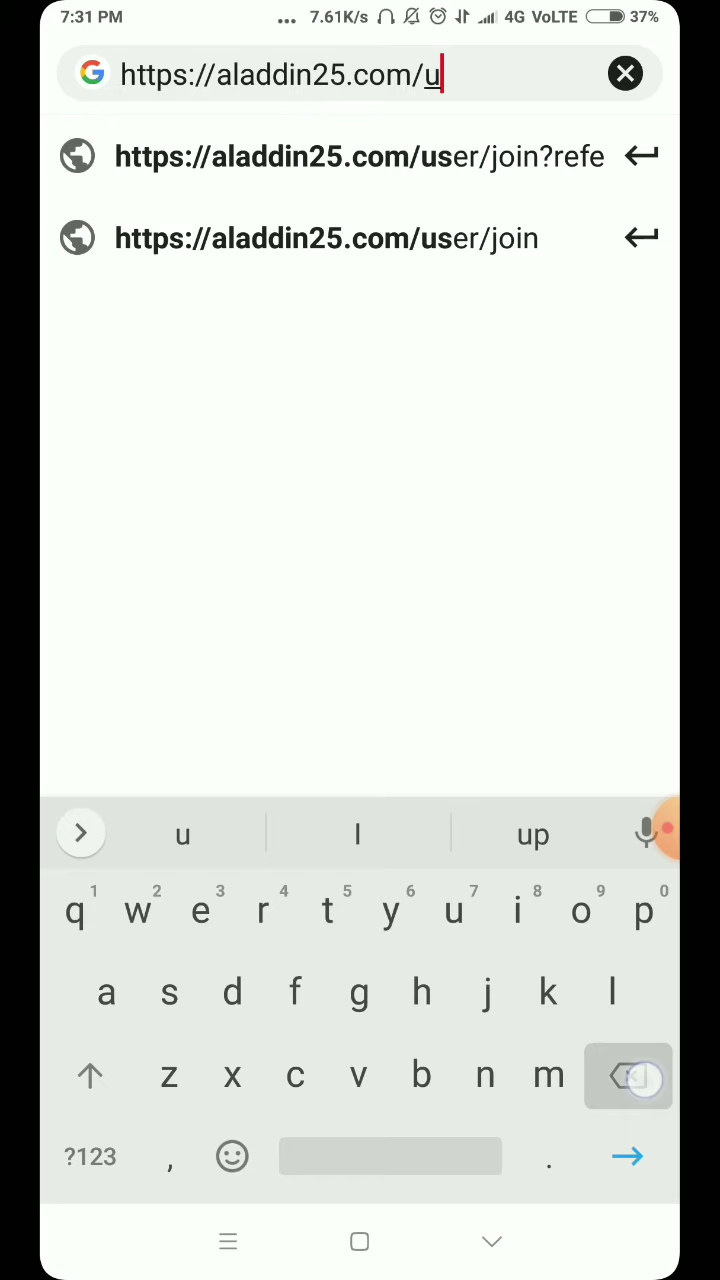 7:31 PM ... 7.61K/s 4G VoLTE 37%
https://aladdin25.com/u
https://aladdin25.com/user/join?refe
https://aladdin25.com/user/join
u I up
1 2 3 4 5 6 7 8 9 0
q w e r t y u i o p
a s d f g h j k l
z x c v b n m
?123 , .